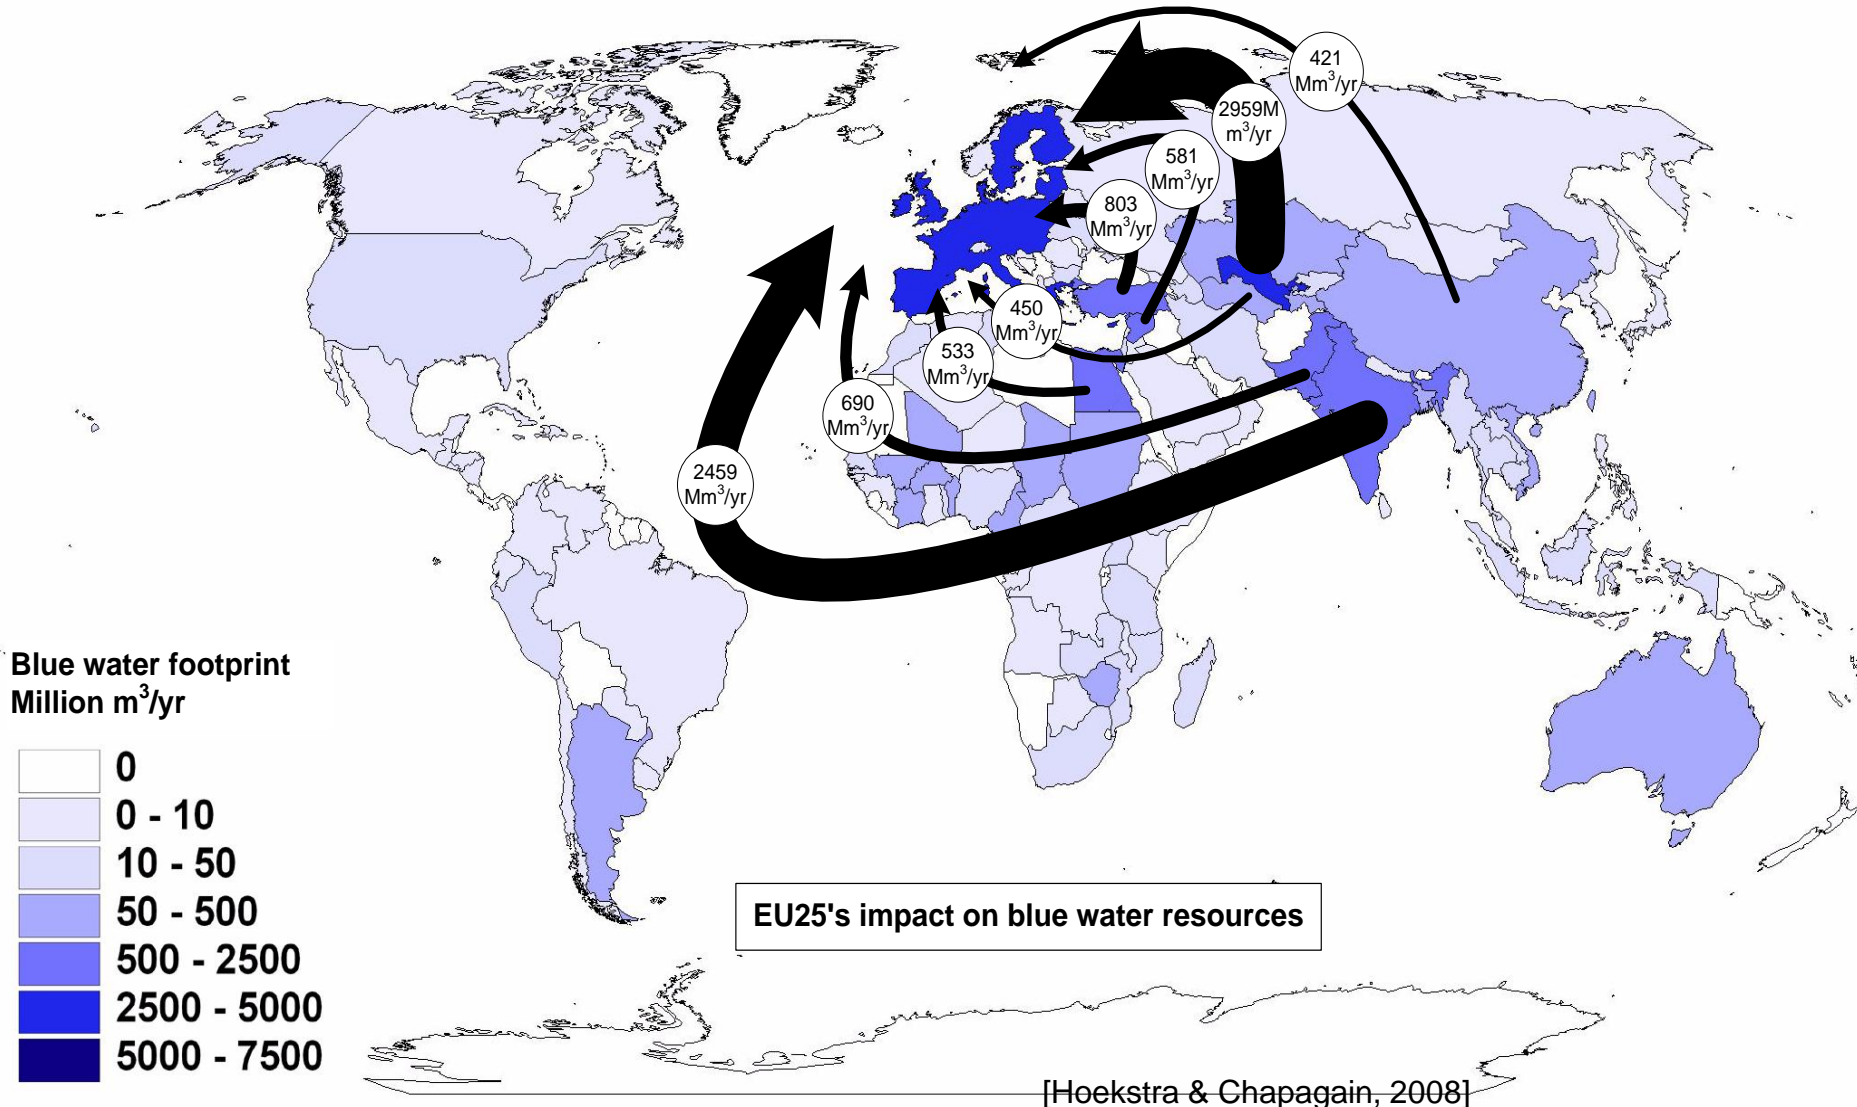 421
Mm³/yr
2959M
m³/yr
581
Mm³/yr
803
Mm³/yr
450
Mm³/yr
533
Mm³/yr
690
Mm³/yr
2459
Mm³/yr
Blue water footprint
Million m³/yr
0
0 - 10
10 - 50
50 - 500
500 - 2500
2500 - 5000
5000 - 7500
EU25's impact on blue water resources
[Hoekstra & Chapagain, 2008]